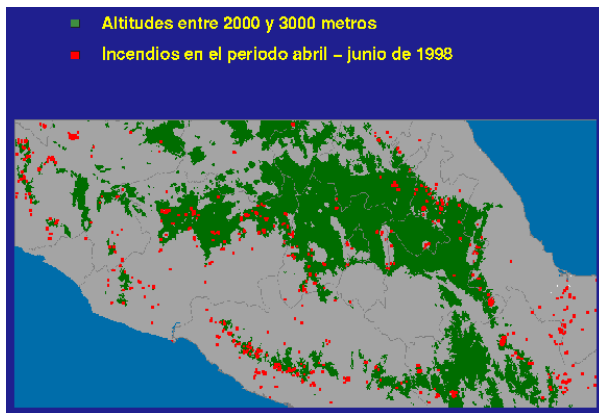 Altitudes entre 2000 y 3000 metros
Incendios en el periodo abril – junio de 1998